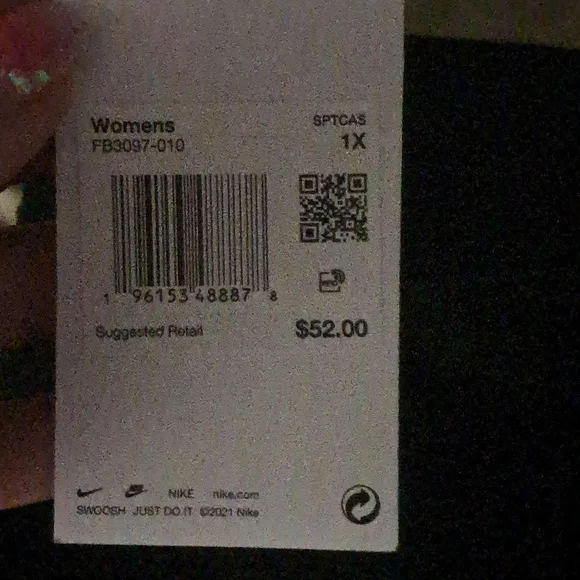 Womens
FB3097-010
SPTCAS
1X
1 96153 48887 8
Suggested Retail
$52.00
NIKE nike.com
SWOOSH JUST DO IT ©2021 Nike